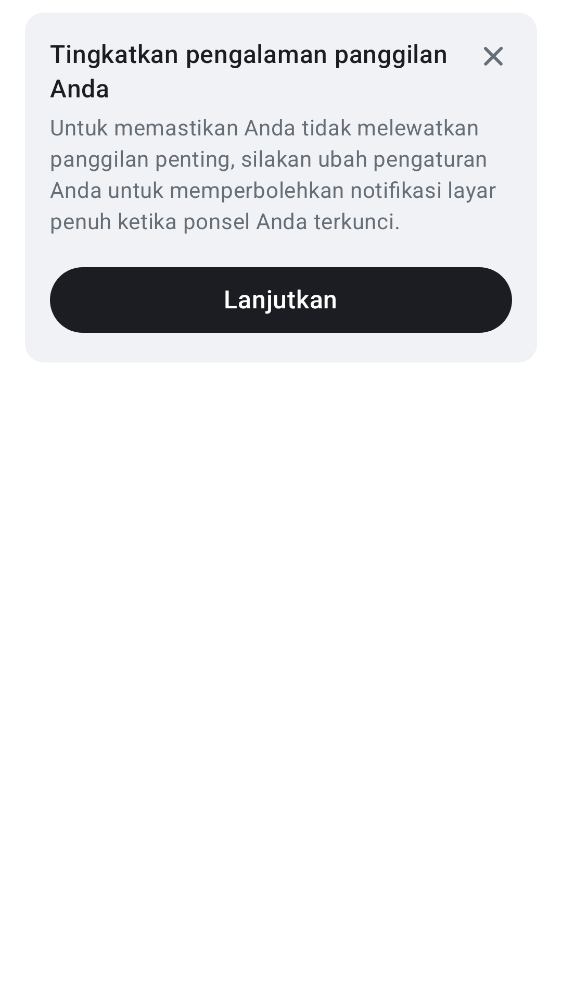 Tingkatkan pengalaman panggilan
Anda
Untuk memastikan Anda tidak melewatkan
panggilan penting, silakan ubah pengaturan
Anda untuk memperbolehkan notifikasi layar
penuh ketika ponsel Anda terkunci.
Lanjutkan